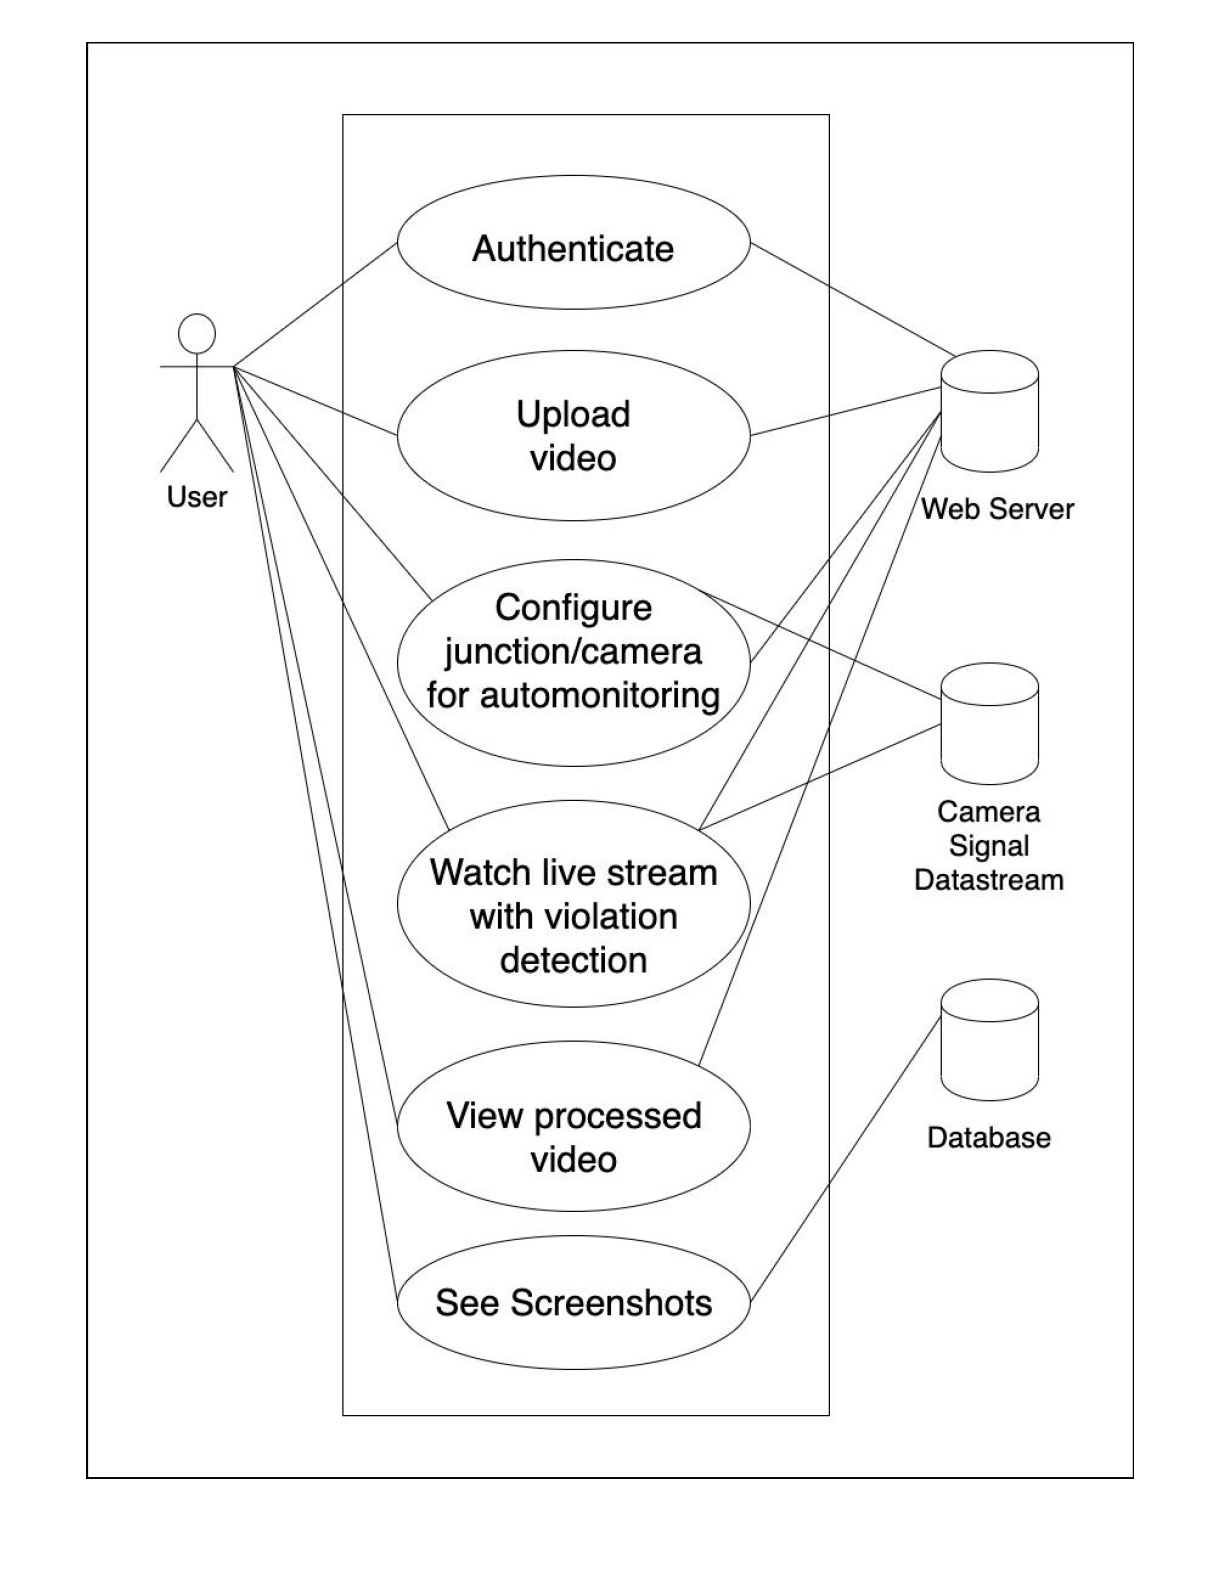 Authenticate
Upload
video
User
Web Server
Configure
junction/camera
for automonitoring
Camera
Signal
Datastream
Watch live stream
with violation
detection
View processed
video
Database
See Screenshots